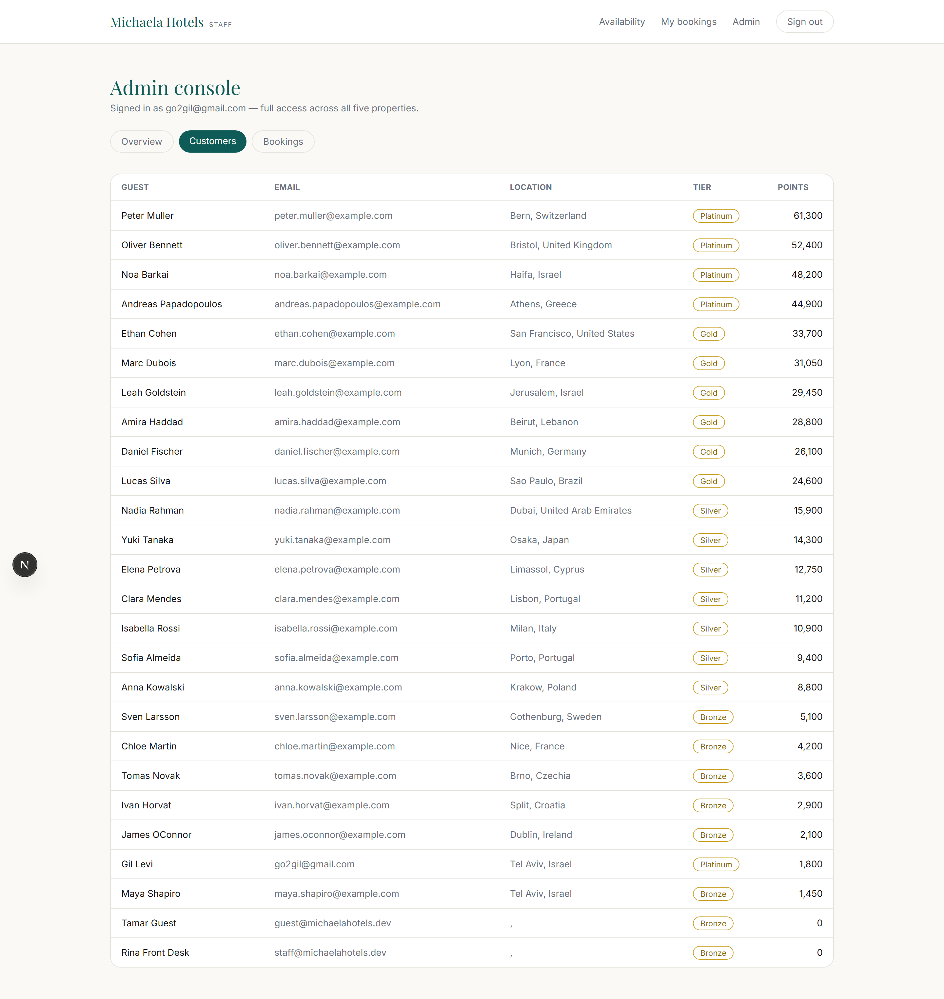 Michaela Hotels STAFF
Availability My bookings Admin Sign out
Admin console
Signed in as go2gil@gmail.com — full access across all five properties.
Overview Customers Bookings
GUEST EMAIL LOCATION TIER POINTS
Peter Muller peter.muller@example.com Bern, Switzerland Platinum 61,300
Oliver Bennett oliver.bennett@example.com Bristol, United Kingdom Platinum 52,400
Noa Barkai noa.barkai@example.com Haifa, Israel Platinum 48,200
Andreas Papadopoulos andreas.papadopoulos@example.com Athens, Greece Platinum 44,900
Ethan Cohen ethan.cohen@example.com San Francisco, United States Gold 33,700
Marc Dubois marc.dubois@example.com Lyon, France Gold 31,050
Leah Goldstein leah.goldstein@example.com Jerusalem, Israel Gold 29,450
Amira Haddad amira.haddad@example.com Beirut, Lebanon Gold 28,800
Daniel Fischer daniel.fischer@example.com Munich, Germany Gold 26,100
Lucas Silva lucas.silva@example.com Sao Paulo, Brazil Gold 24,600
Nadia Rahman nadia.rahman@example.com Dubai, United Arab Emirates Silver 15,900
Yuki Tanaka yuki.tanaka@example.com Osaka, Japan Silver 14,300
Elena Petrova elena.petrova@example.com Limassol, Cyprus Silver 12,750
Clara Mendes clara.mendes@example.com Lisbon, Portugal Silver 11,200
Isabella Rossi isabella.rossi@example.com Milan, Italy Silver 10,900
Sofia Almeida sofia.almeida@example.com Porto, Portugal Silver 9,400
Anna Kowalski anna.kowalski@example.com Krakow, Poland Silver 8,800
Sven Larsson sven.larsson@example.com Gothenburg, Sweden Bronze 5,100
Chloe Martin chloe.martin@example.com Nice, France Bronze 4,200
Tomas Novak tomas.novak@example.com Brno, Czechia Bronze 3,600
Ivan Horvat ivan.horvat@example.com Split, Croatia Bronze 2,900
James OConnor james.oconnor@example.com Dublin, Ireland Bronze 2,100
Gil Levi go2gil@gmail.com Tel Aviv, Israel Platinum 1,800
Maya Shapiro maya.shapiro@example.com Tel Aviv, Israel Bronze 1,450
Tamar Guest guest@michaelahotels.dev , Bronze 0
Rina Front Desk staff@michaelahotels.dev , Bronze 0
N